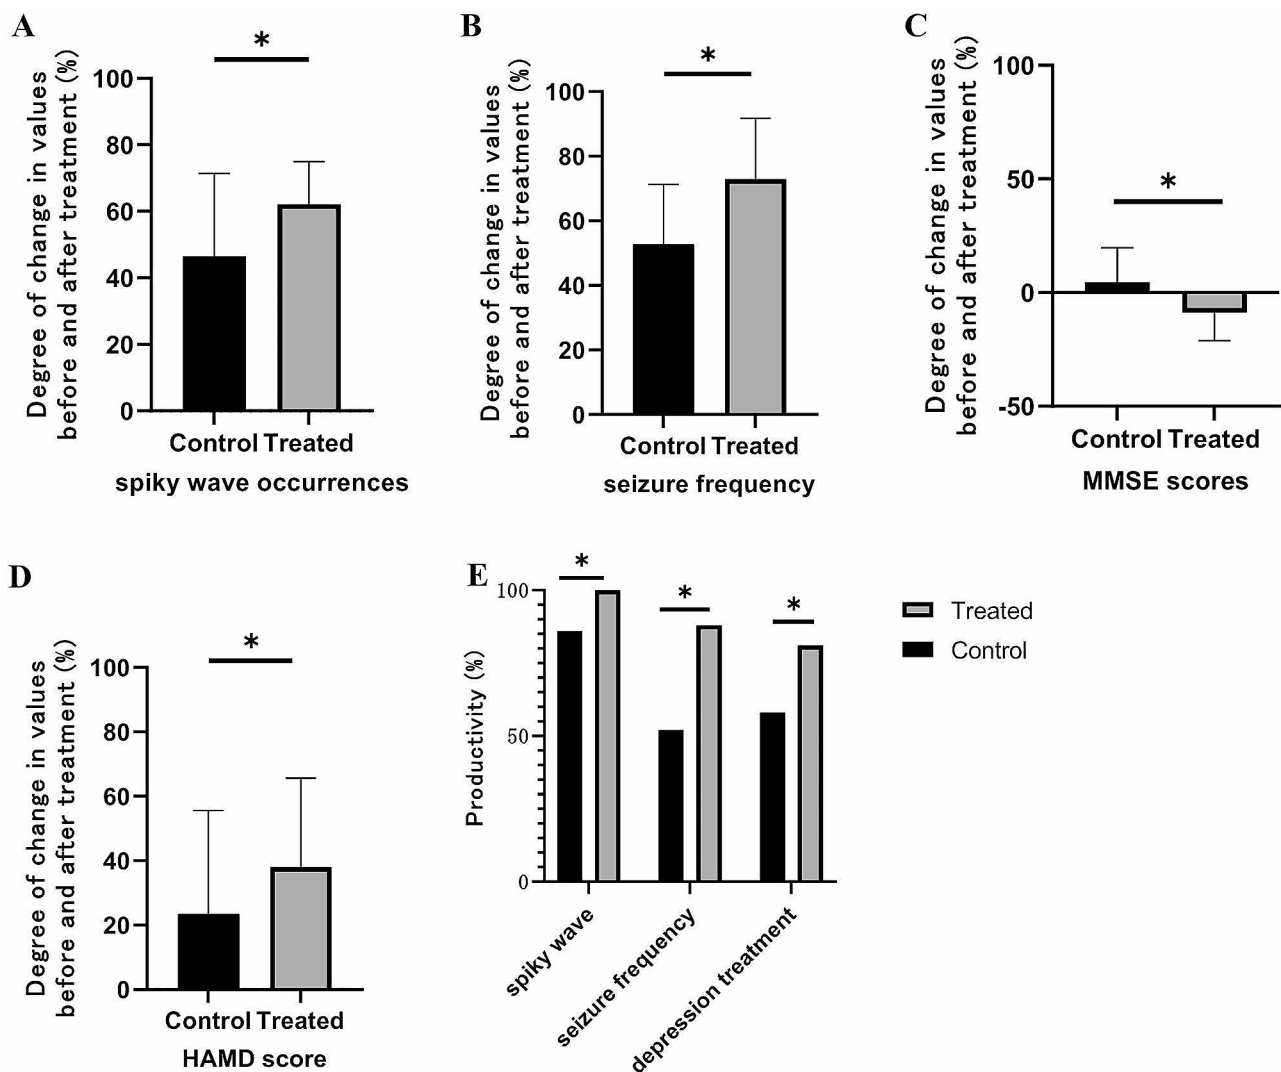 A
Degree of change in values
before and after treatment (%)
100
80
60
40
20
0
*
Control Treated
spiky wave occurrences
B
Degree of change in values
before and after treatment (%)
100
80
60
40
20
0
*
Control Treated
seizure frequency
C
Degree of change in values
before and after treatment (%)
100
50
0
-50
*
Control Treated
MMSE scores
D
Degree of change in values
before and after treatment (%)
100
80
60
40
20
0
*
Control Treated
HAMD score
E
Productivity (%)
100
50
0
*
*
*
spiky wave
seizure frequency
depression treatment
Treated
Control